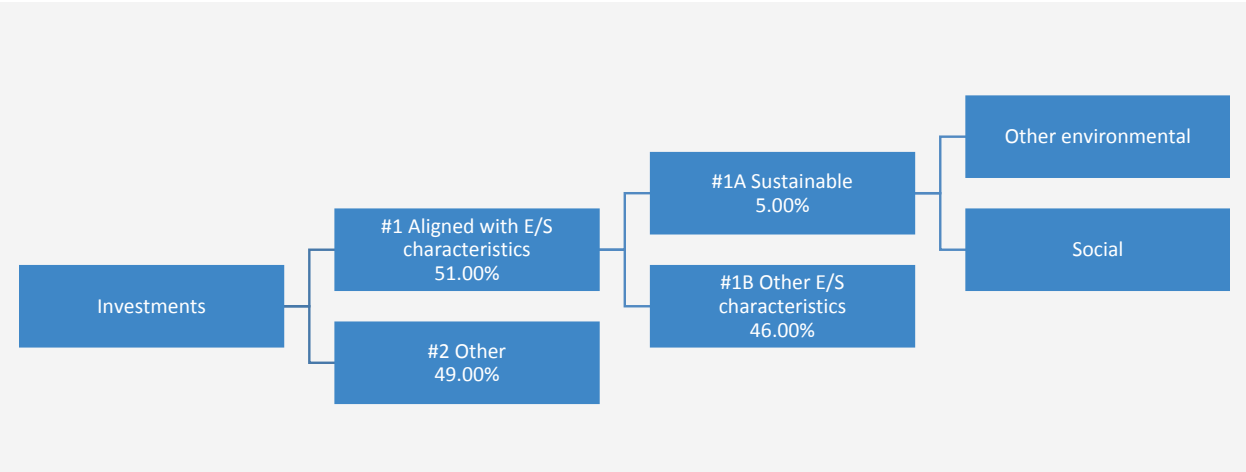 Investments
#1 Aligned with E/S
characteristics
51.00%
#2 Other
49.00%
#1A Sustainable
5.00%
#1B Other E/S
characteristics
46.00%
Other environmental
Social